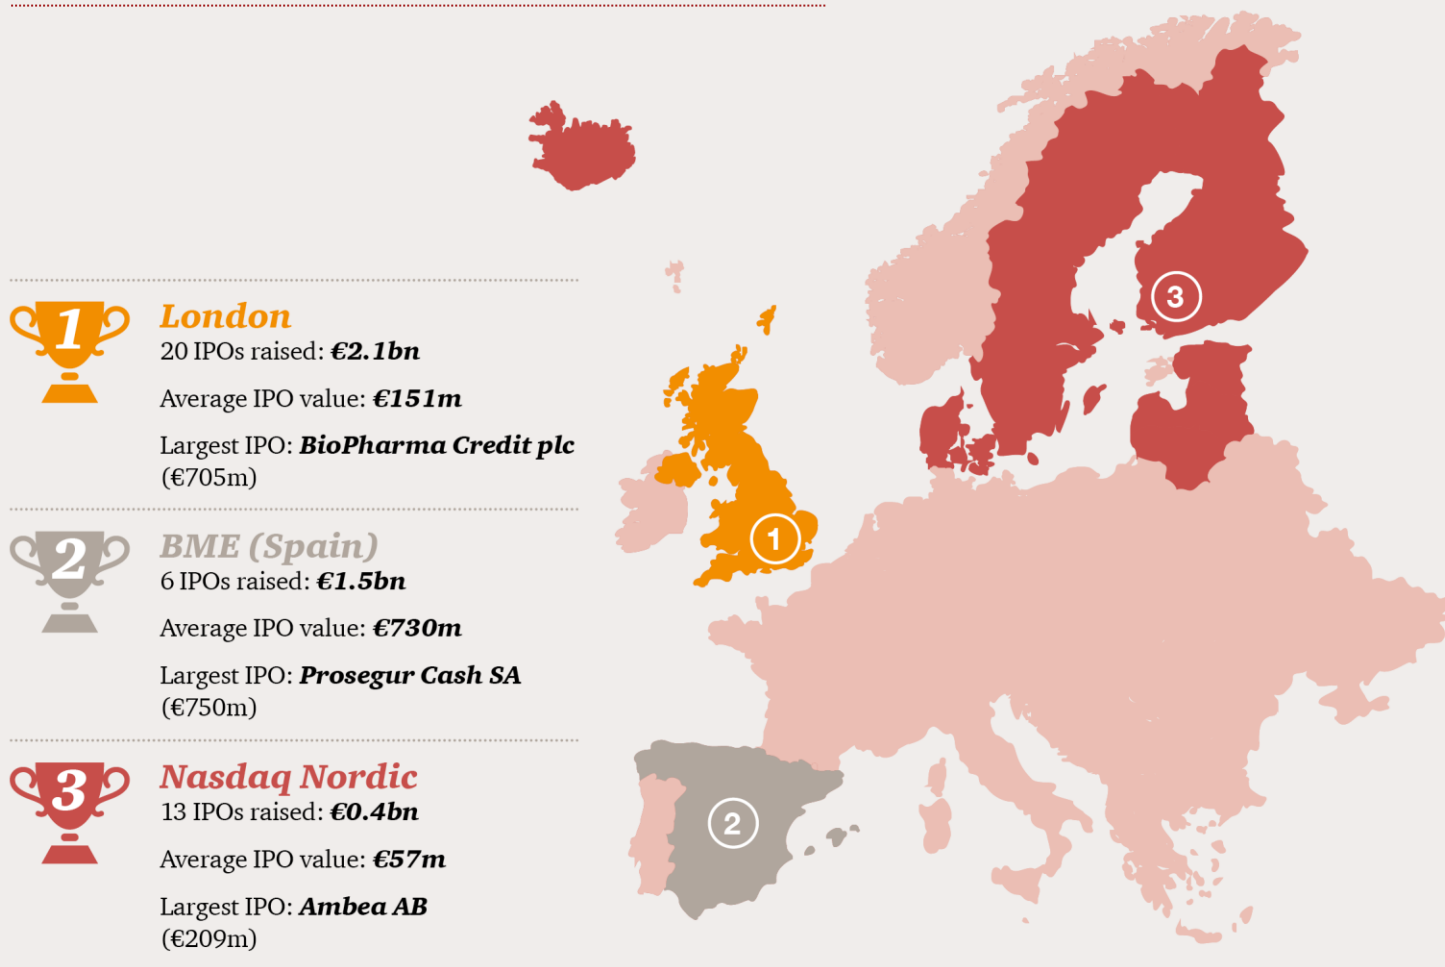 1
London
20 IPOs raised: €2.1bn
Average IPO value: €151m
Largest IPO: BioPharma Credit plc
(€705m)
2
BME (Spain)
6 IPOs raised: €1.5bn
Average IPO value: €730m
Largest IPO: Prosegur Cash SA
(€750m)
3
Nasdaq Nordic
13 IPOs raised: €0.4bn
Average IPO value: €57m
Largest IPO: Ambea AB
(€209m)
3
1
2